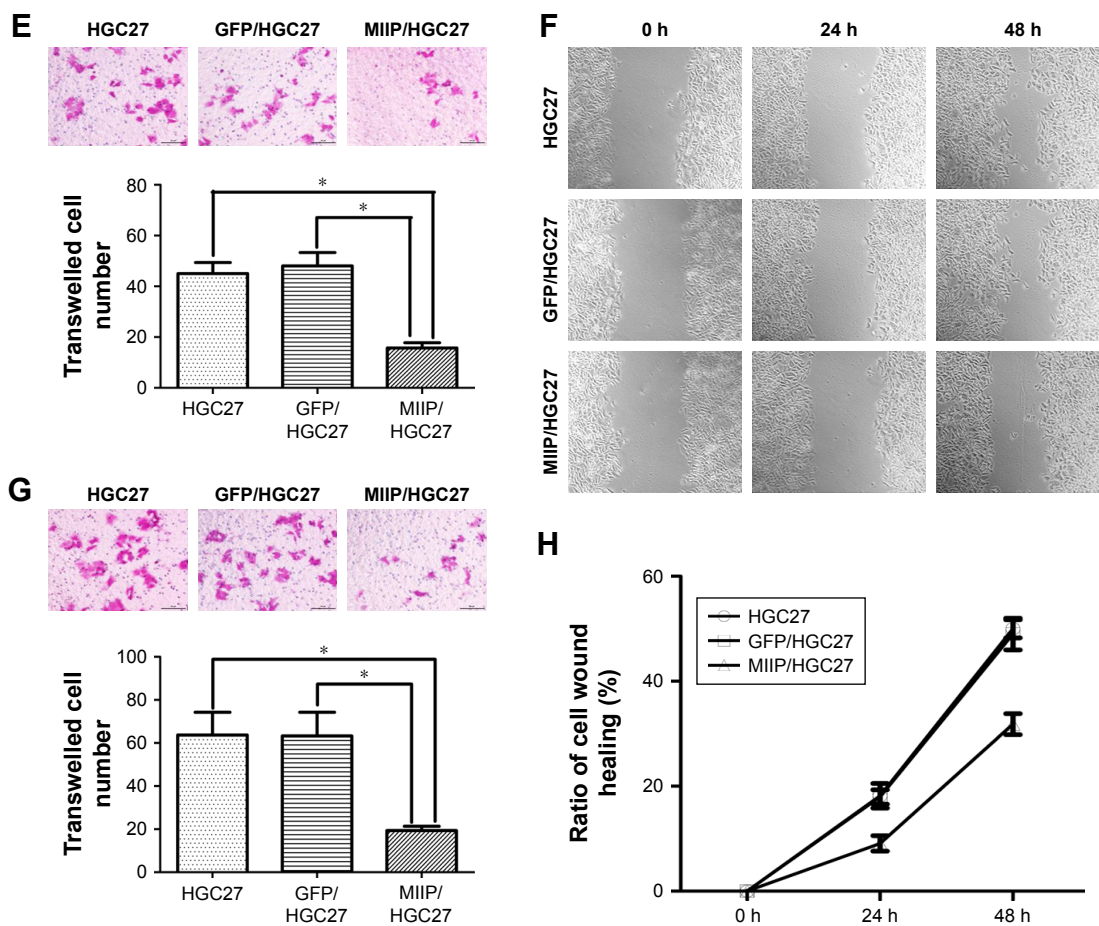 E
HGC27 GFP/HGC27 MIIP/HGC27
Transwelled cell
number
80
60
40
20
0
*
*
HGC27
GFP/
HGC27
MIIP/
HGC27
F
0 h 24 h 48 h
HGC27
GFP/HGC27
MIIP/HGC27
G
HGC27 GFP/HGC27 MIIP/HGC27
Transwelled cell
number
100
80
60
40
20
0
*
*
HGC27
GFP/
HGC27
MIIP/
HGC27
H
Ratio of cell wound
healing (%)
60
40
20
0
HGC27
GFP/HGC27
MIIP/HGC27
0 h 24 h 48 h